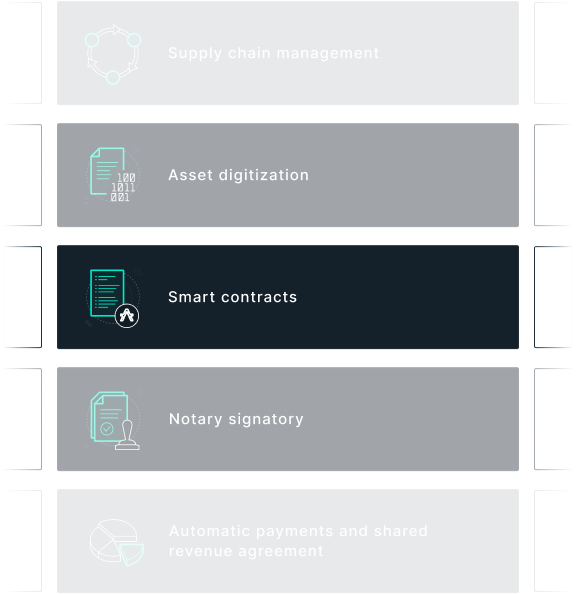 Supply chain management
100
1011
001
Asset digitization
Smart contracts
Notary signatory
Automatic payments and shared
revenue agreement